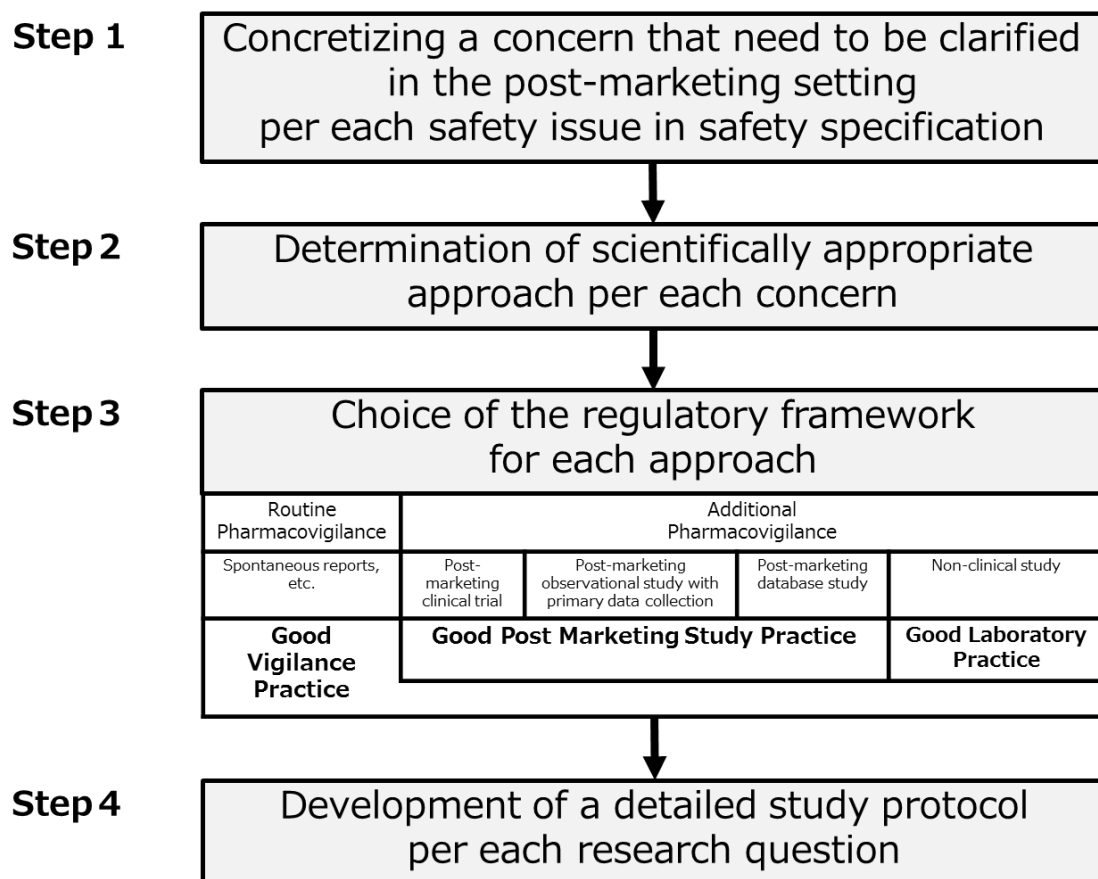 Step 1
Concretizing a concern that need to be clarified
in the post-marketing setting
per each safety issue in safety specification
Step 2
Determination of scientifically appropriate
approach per each concern
Step 3
Choice of the regulatory framework
for each approach
Routine
Pharmacovigilance
Additional
Pharmacovigilance
Spontaneous reports,
etc.
Post-
marketing
clinical trial
Post-marketing
observational study with
primary data collection
Post-marketing
database study
Non-clinical study
Good
Vigilance
Practice
Good Post Marketing Study Practice
Good Laboratory
Practice
Step 4
Development of a detailed study protocol
per each research question